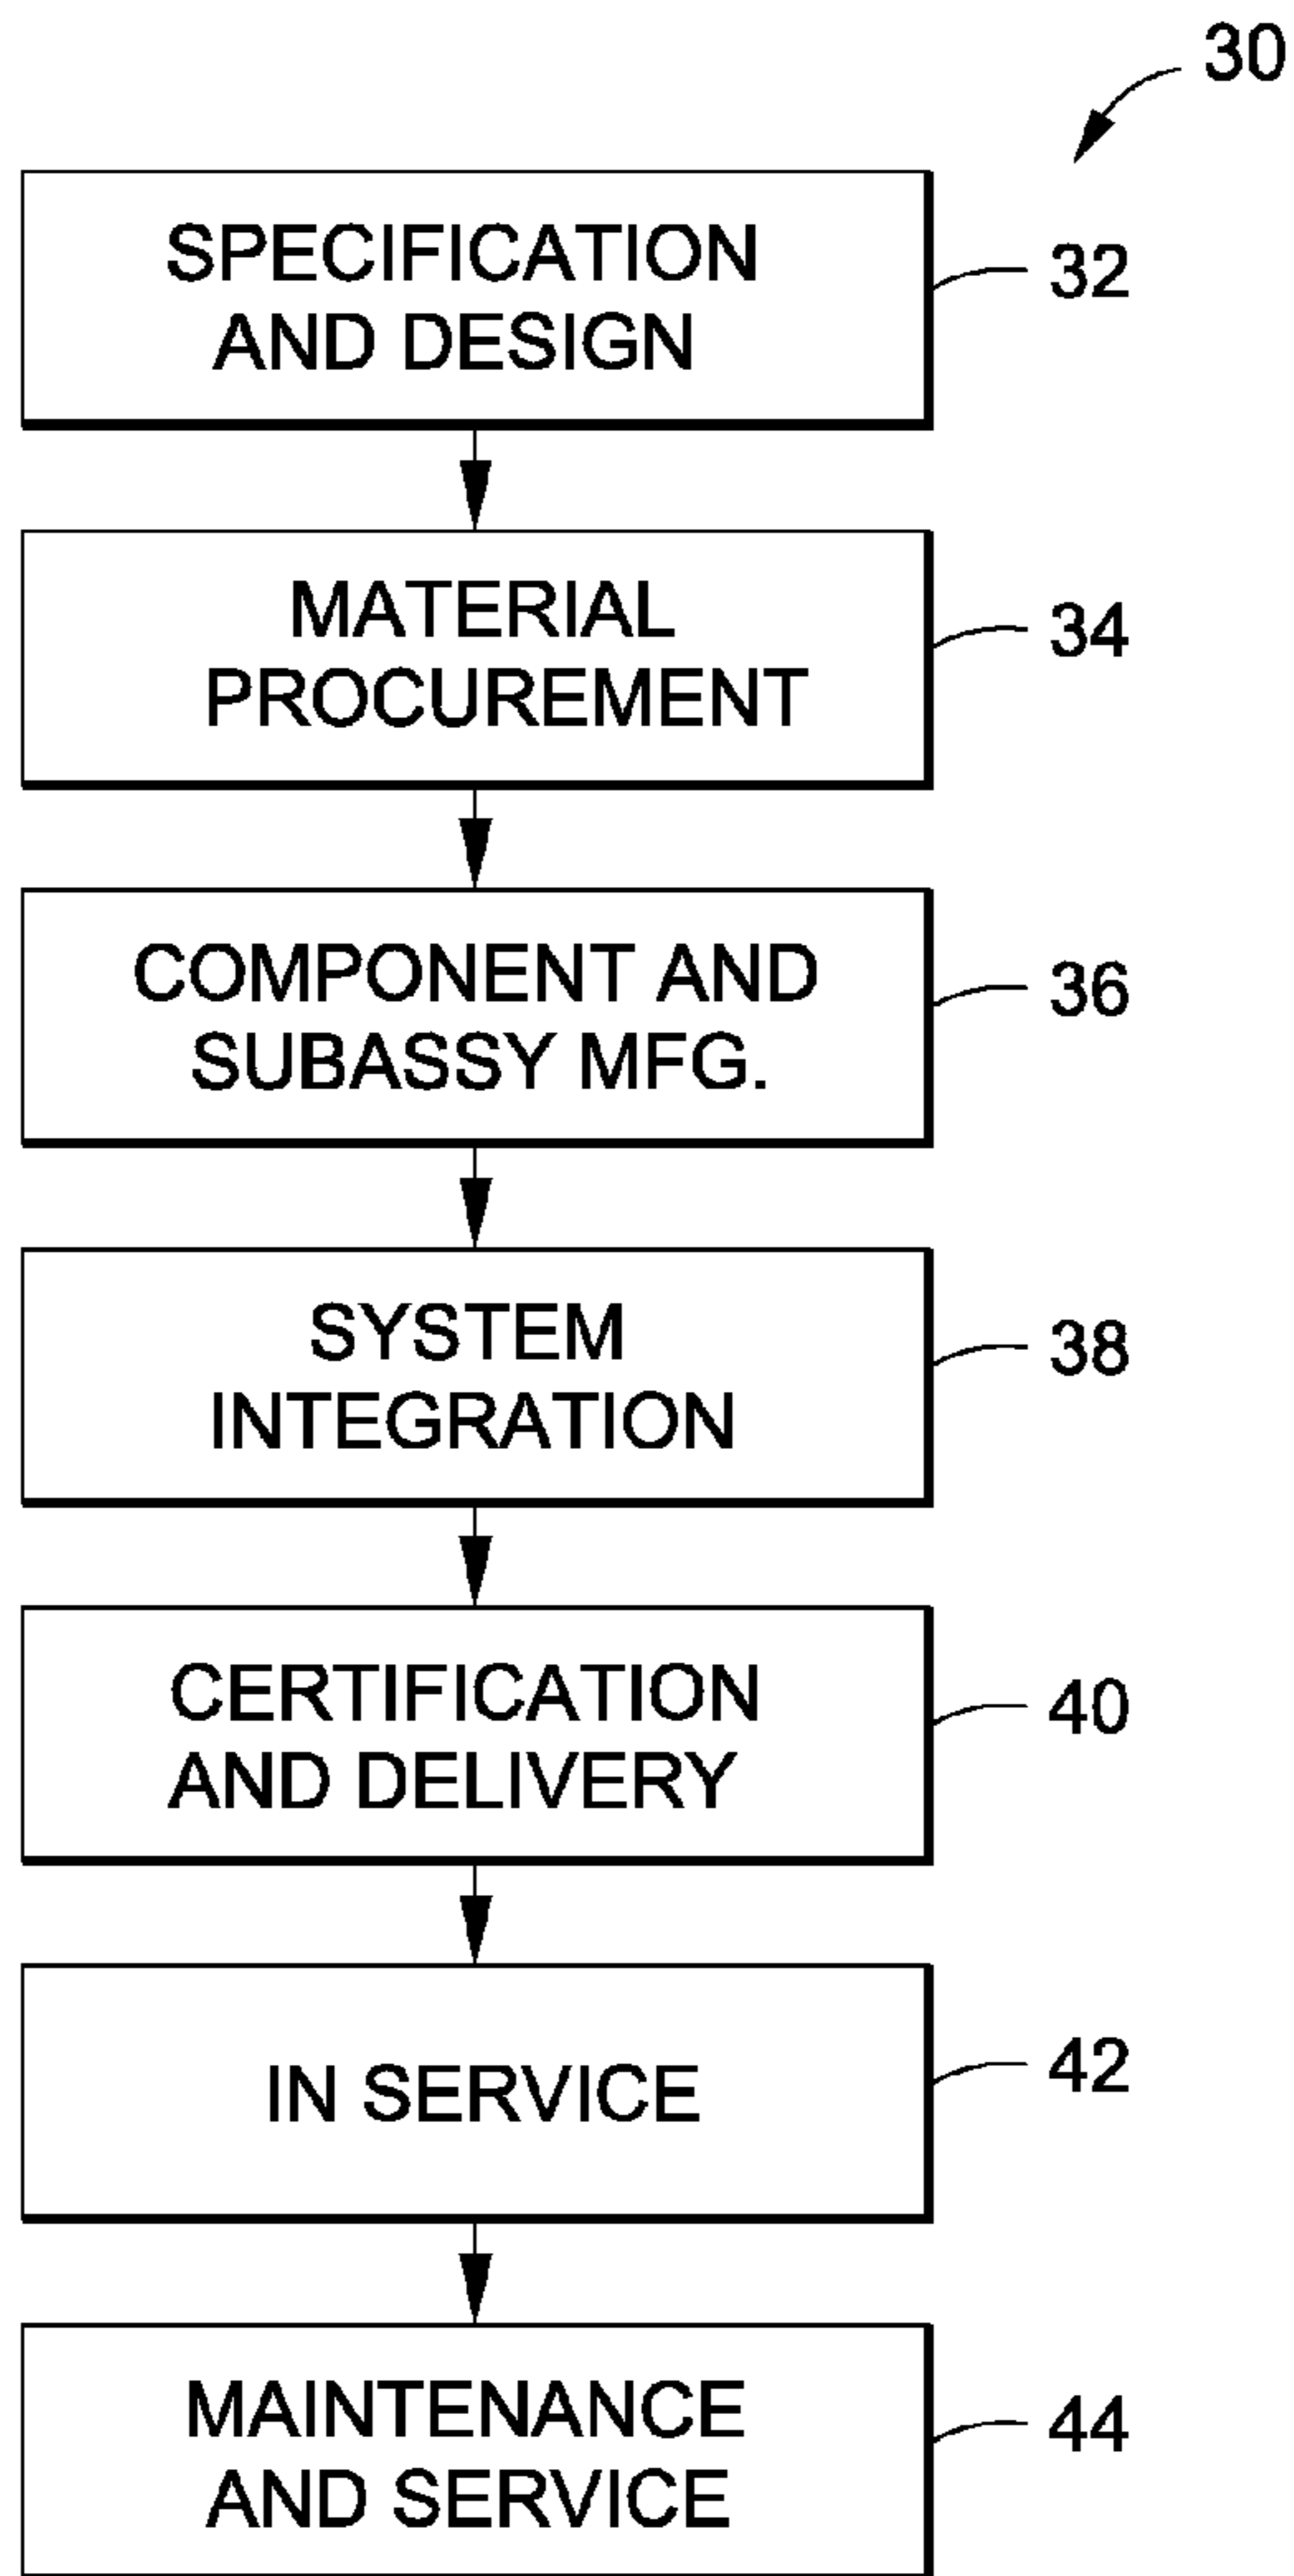 30
SPECIFICATION
AND DESIGN
32
MATERIAL
PROCUREMENT
34
COMPONENT AND
SUBASSY MFG.
36
SYSTEM
INTEGRATION
38
CERTIFICATION
AND DELIVERY
40
IN SERVICE
42
MAINTENANCE
AND SERVICE
44